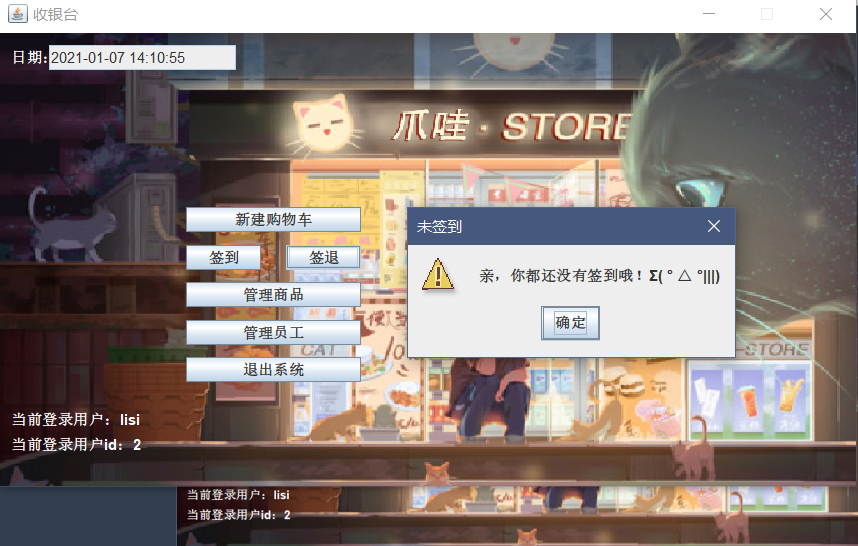 收银台
日期:2021-01-07 14:10:55
爪哇·STORE
新建购物车
签到 签退
管理商品
管理员工
退出系统
未签到
亲，你都还没有签到哦！Σ( ° △ °|||)
确定
CAT
STORE
当前登录用户：lisi
当前登录用户id：2
当前登录用户：lisi
当前登录用户id：2